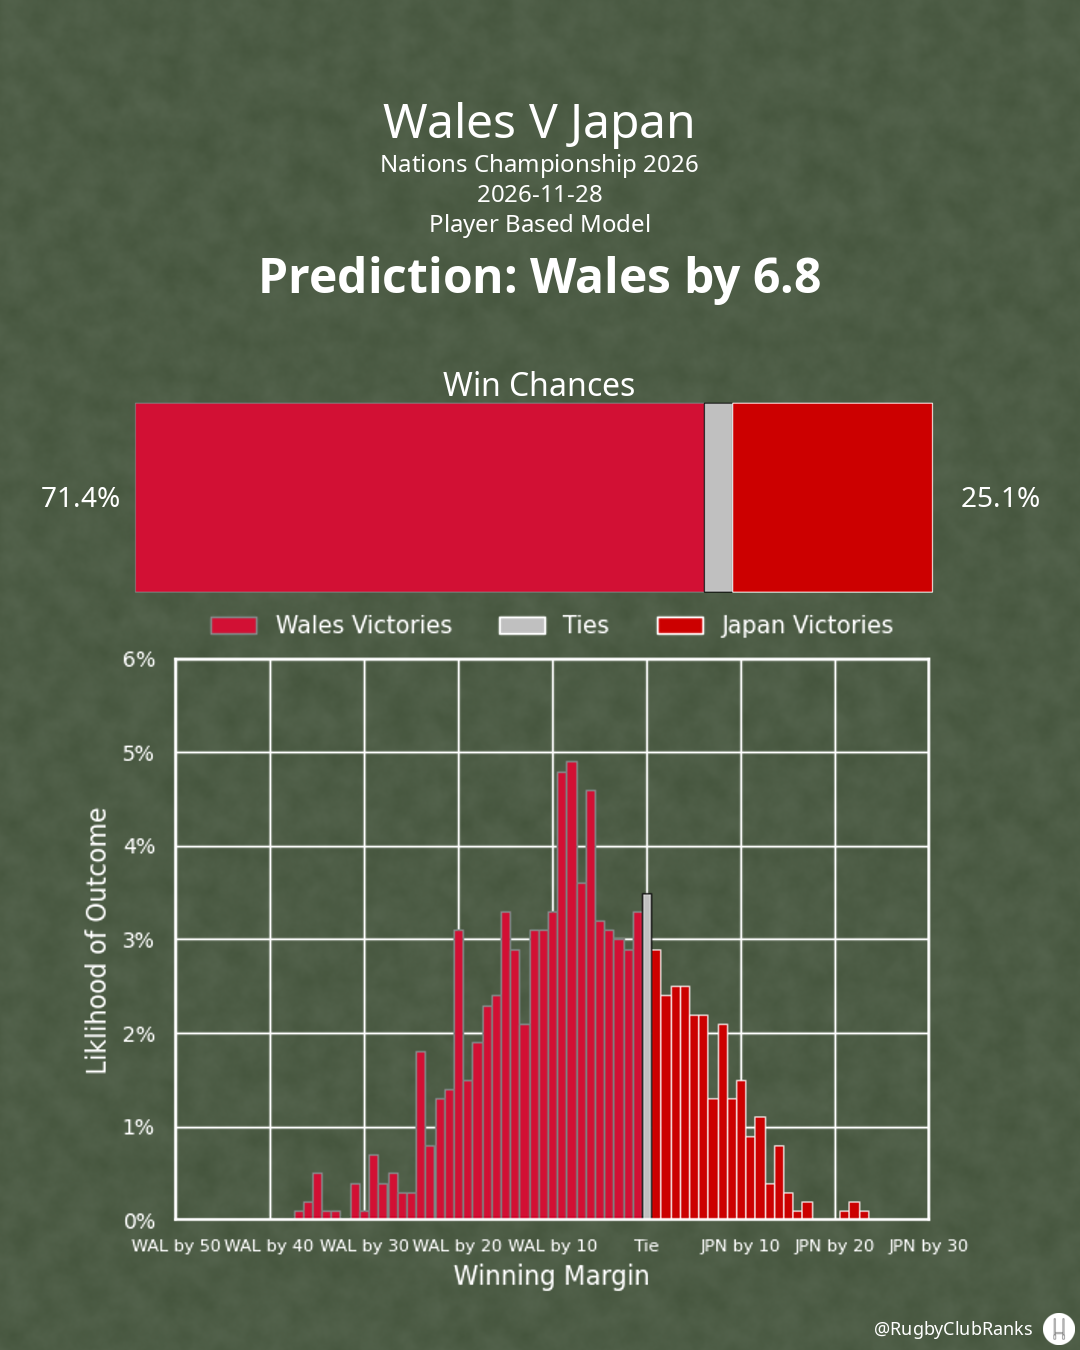 Wales V Japan
Nations Championship 2026
2026-11-28
Player Based Model
Prediction: Wales by 6.8
Win Chances
71.4%
25.1%
Wales Victories Ties Japan Victories
6%
5%
4%
3%
2%
1%
0%
Liklihood of Outcome
WAL by 50 WAL by 40 WAL by 30 WAL by 20 WAL by 10 Tie JPN by 10 JPN by 20 JPN by 30
Winning Margin
@RugbyClubRanks